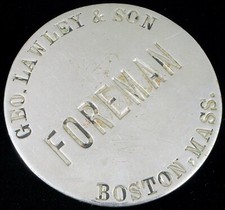 GEO. LAWLEY & SON
FOREMAN
BOSTON, MASS.